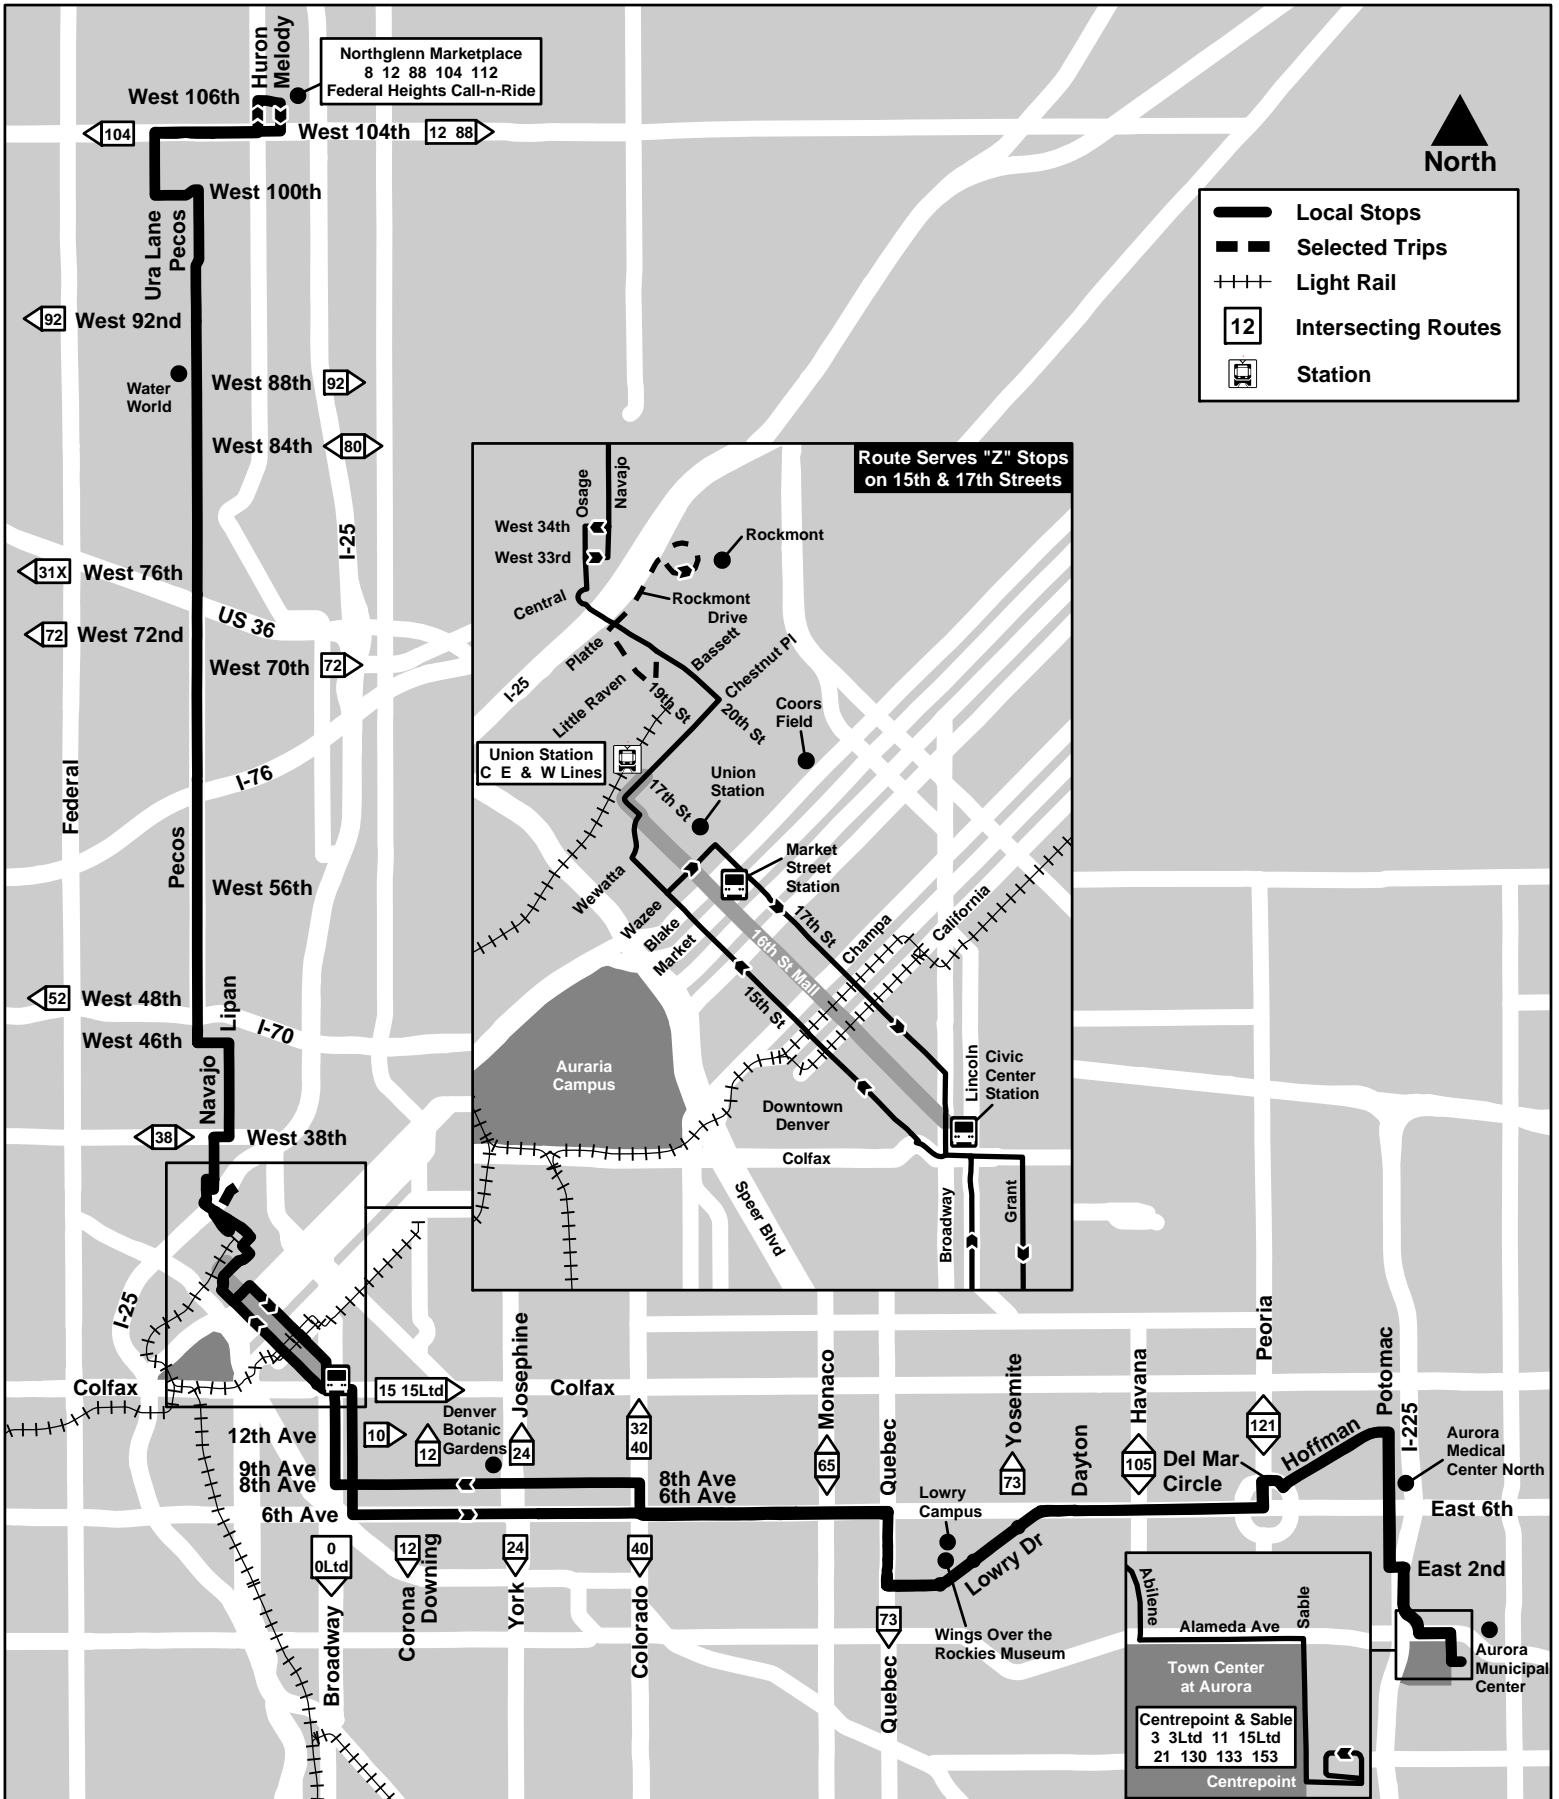 Huron
Melody
Northglenn Marketplace
8 12 88 104 112
Federal Heights Call-n-Ride
West 106th
104
West 104th
12 88
North
West 100th
Ura Lane
Pecos
Local Stops
Selected Trips
Light Rail
12
Intersecting Routes
Station
92
West 92nd
Water
World
West 88th
92
West 84th
80
I-25
31X
West 76th
US 36
72
West 72nd
West 70th
72
I-76
Federal
Pecos
West 56th
52
West 48th
Lipan
I-70
West 46th
Navajo
38
West 38th
Route Serves "Z" Stops
on 15th & 17th Streets
Osage
Navajo
West 34th
West 33rd
Rockmont
Central
Rockmont
Drive
Platte
Bassett
Chestnut Pl
I-25
Little Raven
19th St
20th St
Coors
Field
Union Station
C E & W Lines
17th St
Union
Station
Market
Street
Station
Wewatta
Wazee
Blake
Market
17th St
Champa
California
16th St Mall
15th St
Auraria
Campus
Lincoln
Civic
Center
Station
Downtown
Denver
Colfax
Speer Blvd
Broadway
Grant
I-25
Colfax
15 15Ltd
Colfax
Josephine
Denver
Botanic
Gardens
12th Ave
10
12
24
32
40
9th Ave
8th Ave
8th Ave
6th Ave
6th Ave
0
0Ltd
12
24
40
Broadway
Corona
Downing
York
Colorado
Monaco
65
Quebec
Yosemite
73
Dayton
Havana
105
Peoria
121
Del Mar
Circle
Hoffman
Potomac
I-225
Aurora
Medical
Center North
East 6th
Lowry
Campus
Lowry Dr
73
Quebec
Wings Over the
Rockies Museum
East 2nd
Aurora
Municipal
Center
Abilene
Sable
Alameda Ave
Town Center
at Aurora
Centrepoint & Sable
3 3Ltd 11 15Ltd
21 130 133 153
Centrepoint